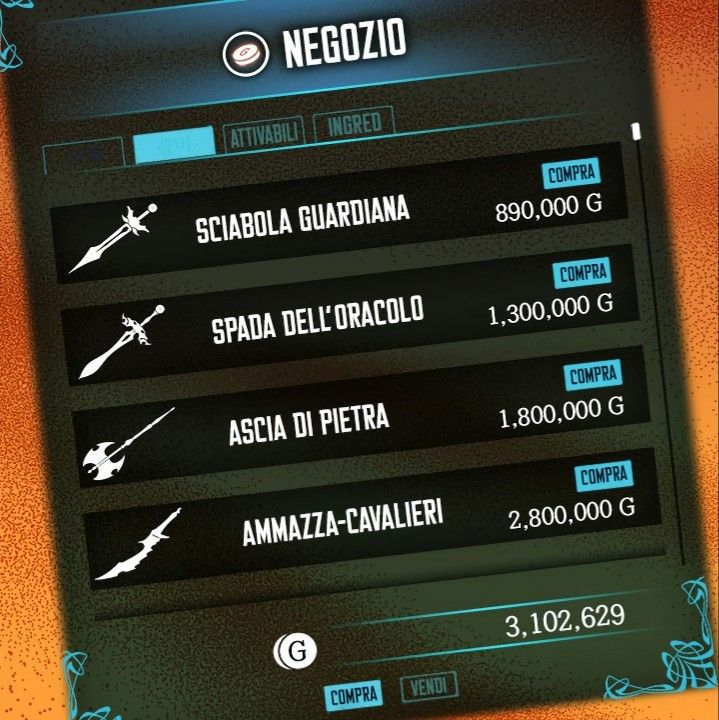 G NEGOZIO
ATTIVABILI INGRED
COMPRA
SCIABOLA GUARDIANA 890,000 G
COMPRA
SPADA DELL'ORACOLO 1,300,000 G
COMPRA
ASCIA DI PIETRA 1,800,000 G
COMPRA
AMMAZZA-CAVALIERI 2,800,000 G
G 3,102,629
COMPRA VENDI